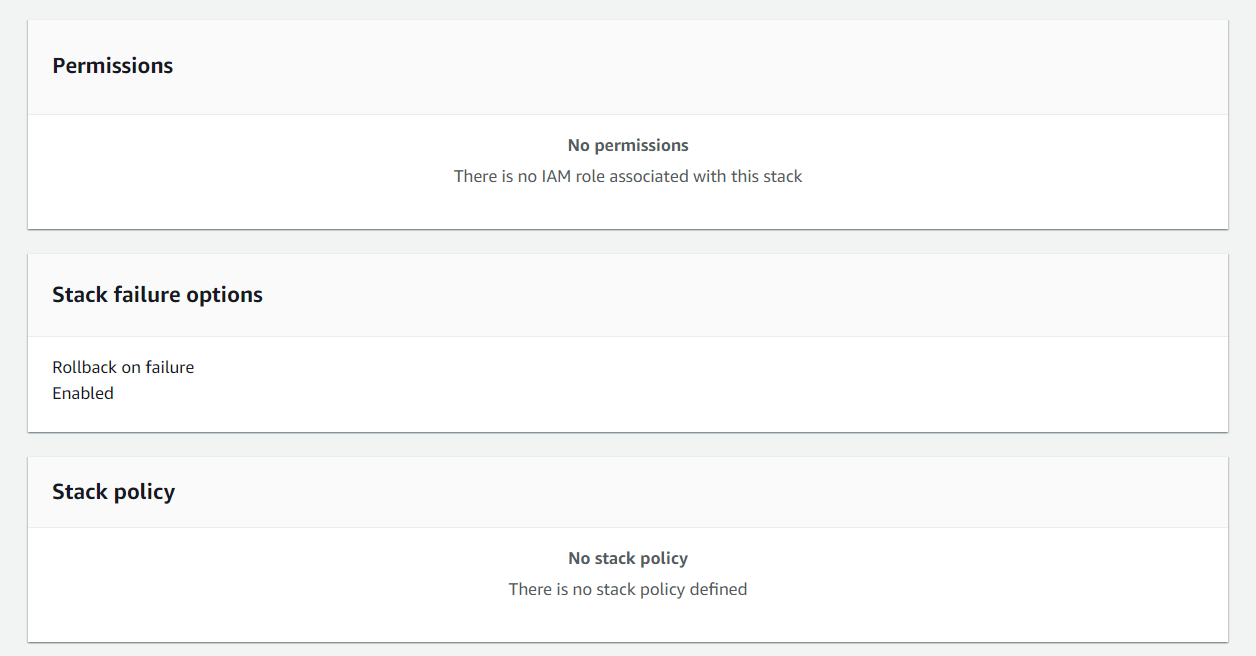 Permissions
No permissions
There is no IAM role associated with this stack
Stack failure options
Rollback on failure
Enabled
Stack policy
No stack policy
There is no stack policy defined